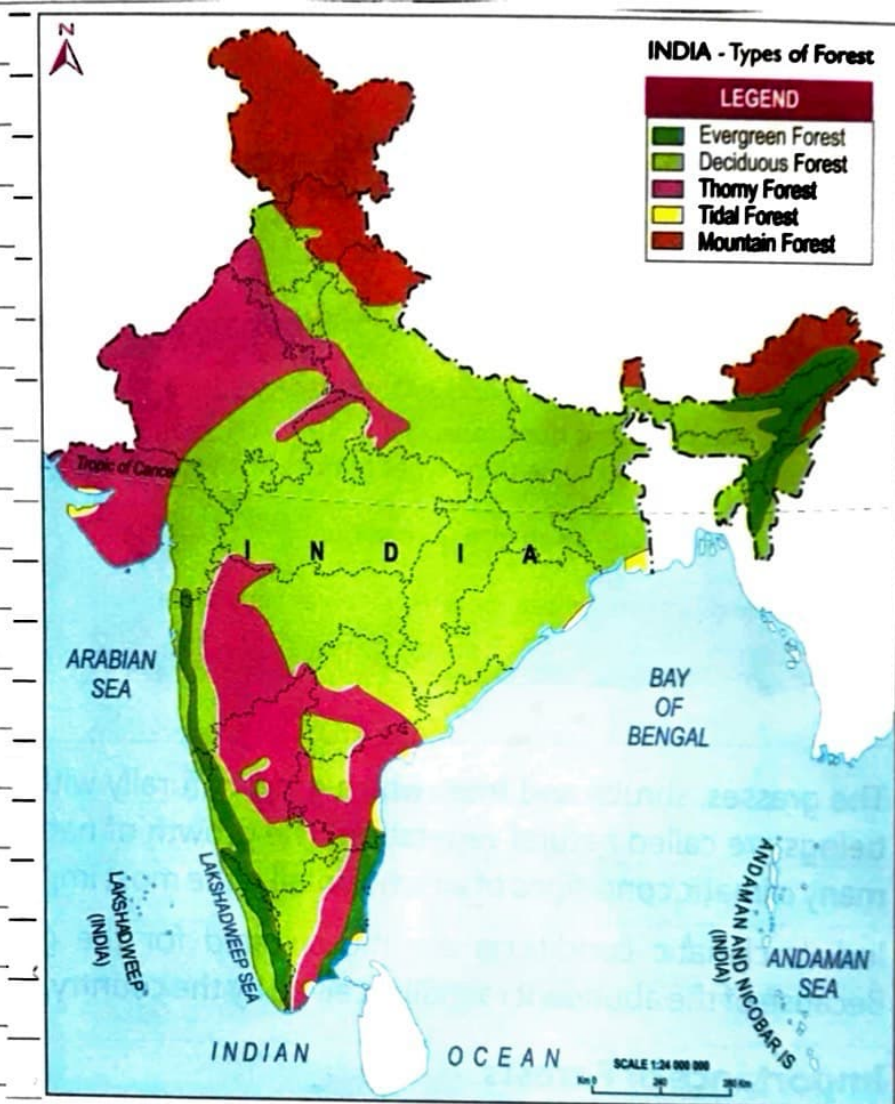 N
INDIA - Types of Forest
LEGEND
Evergreen Forest
Deciduous Forest
Thorny Forest
Tidal Forest
Mountain Forest
Tropic of Cancer
I N D I A
ARABIAN
SEA
BAY
OF
BENGAL
LAKSHADWEEP
(INDIA)
LAKSHADWEEP SEA
ANDAMAN AND NICOBAR IS
(INDIA)
ANDAMAN
SEA
INDIAN OCEAN
SCALE 1:24 000 000
Km 0